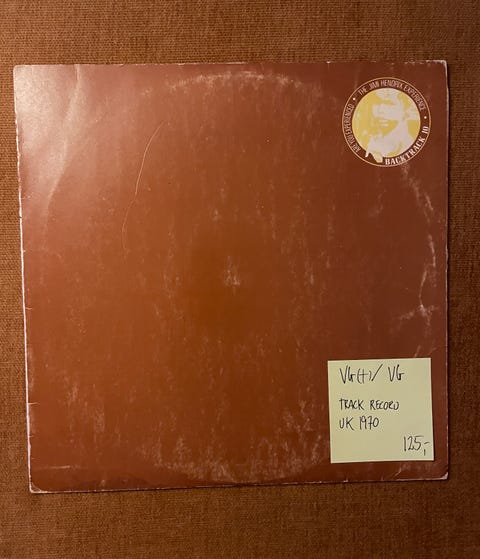 ARE YOU EXPERIENCED • THE JIMI HENDRIX EXPERIENCE •
BACKTRACK 10
VG(+)/ VG
TRACK RECORD
UK 1970
125,-